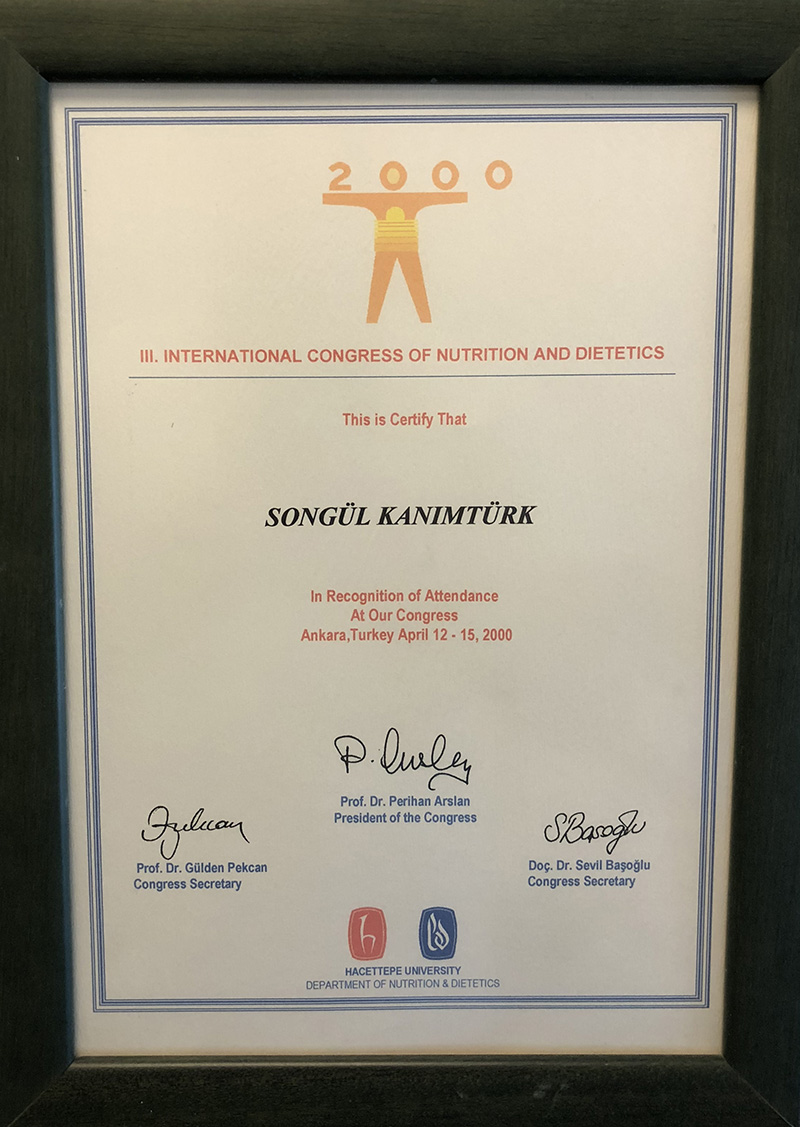 2000
III. INTERNATIONAL CONGRESS OF NUTRITION AND DIETETICS
This is Certify That
SONGÜL KANIMTÜRK
In Recognition of Attendance
At Our Congress
Ankara,Turkey April 12 - 15, 2000
Prof. Dr. Perihan Arslan
President of the Congress
S.Başoğlu
Prof. Dr. Gülden Pekcan
Congress Secretary
Doç. Dr. Sevil Başoğlu
Congress Secretary
HACETTEPE UNIVERSITY
DEPARTMENT OF NUTRITION & DIETETICS